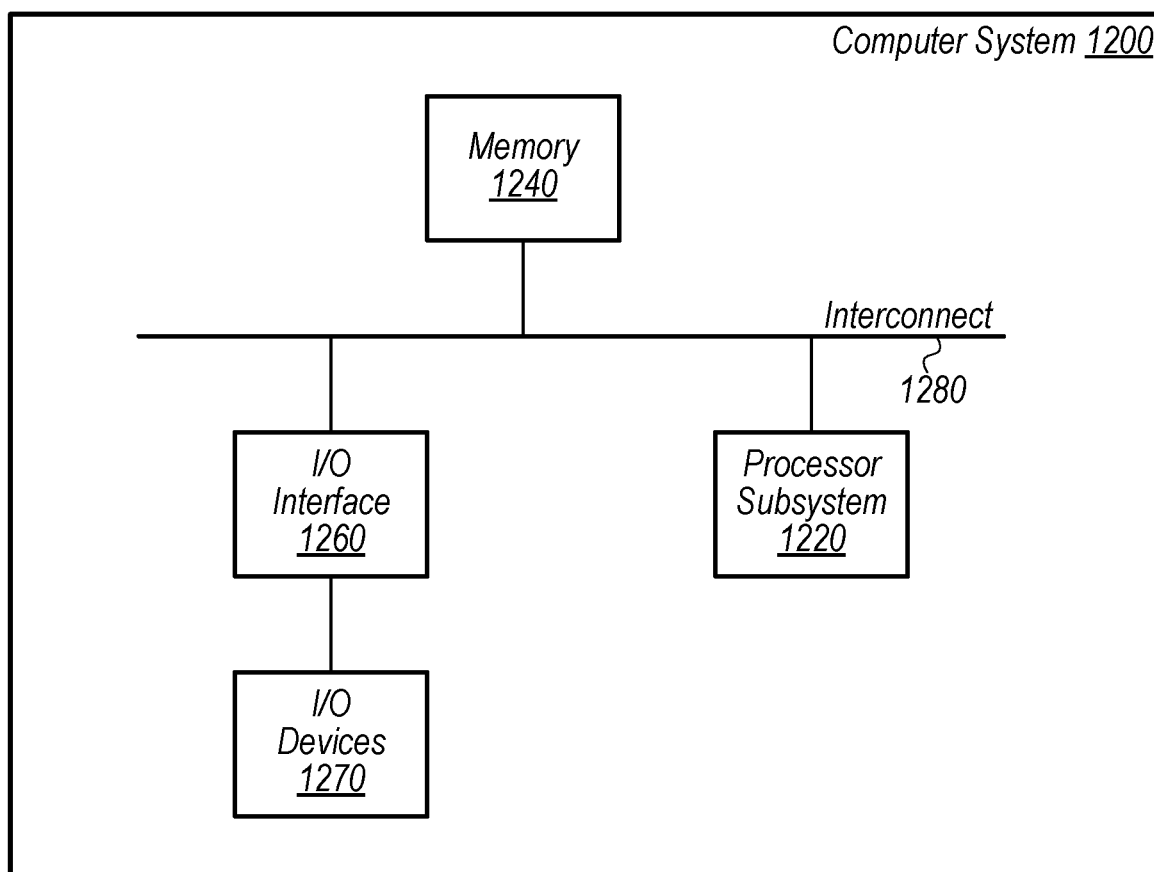 Computer System 1200
Memory
1240
Interconnect
1280
I/O
Interface
1260
Processor
Subsystem
1220
I/O
Devices
1270